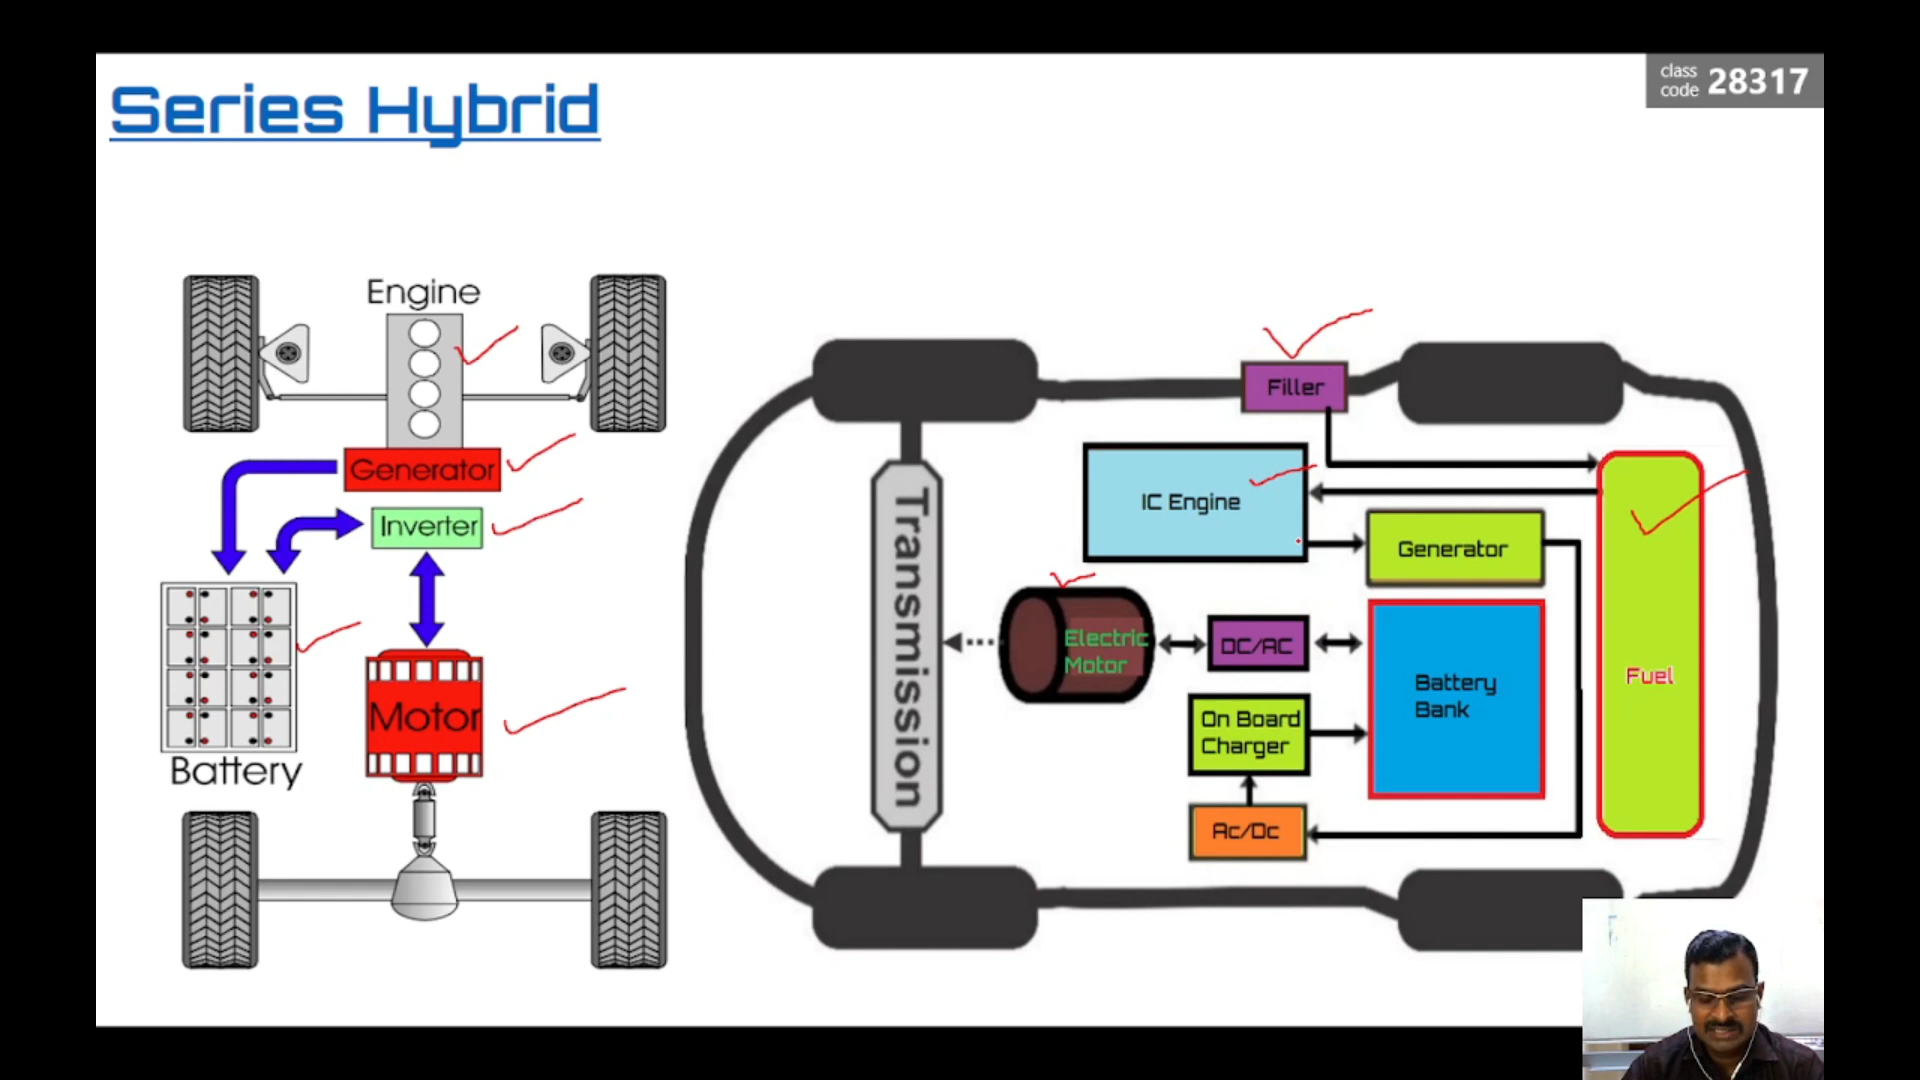 Series Hybrid
class
code 28317
Engine
Generator
Inverter
Motor
Battery
Transmission
Filler
IC Engine
Generator
Electric
Motor
DC/AC
Battery
Bank
On Board
Charger
Ac/Dc
Fuel